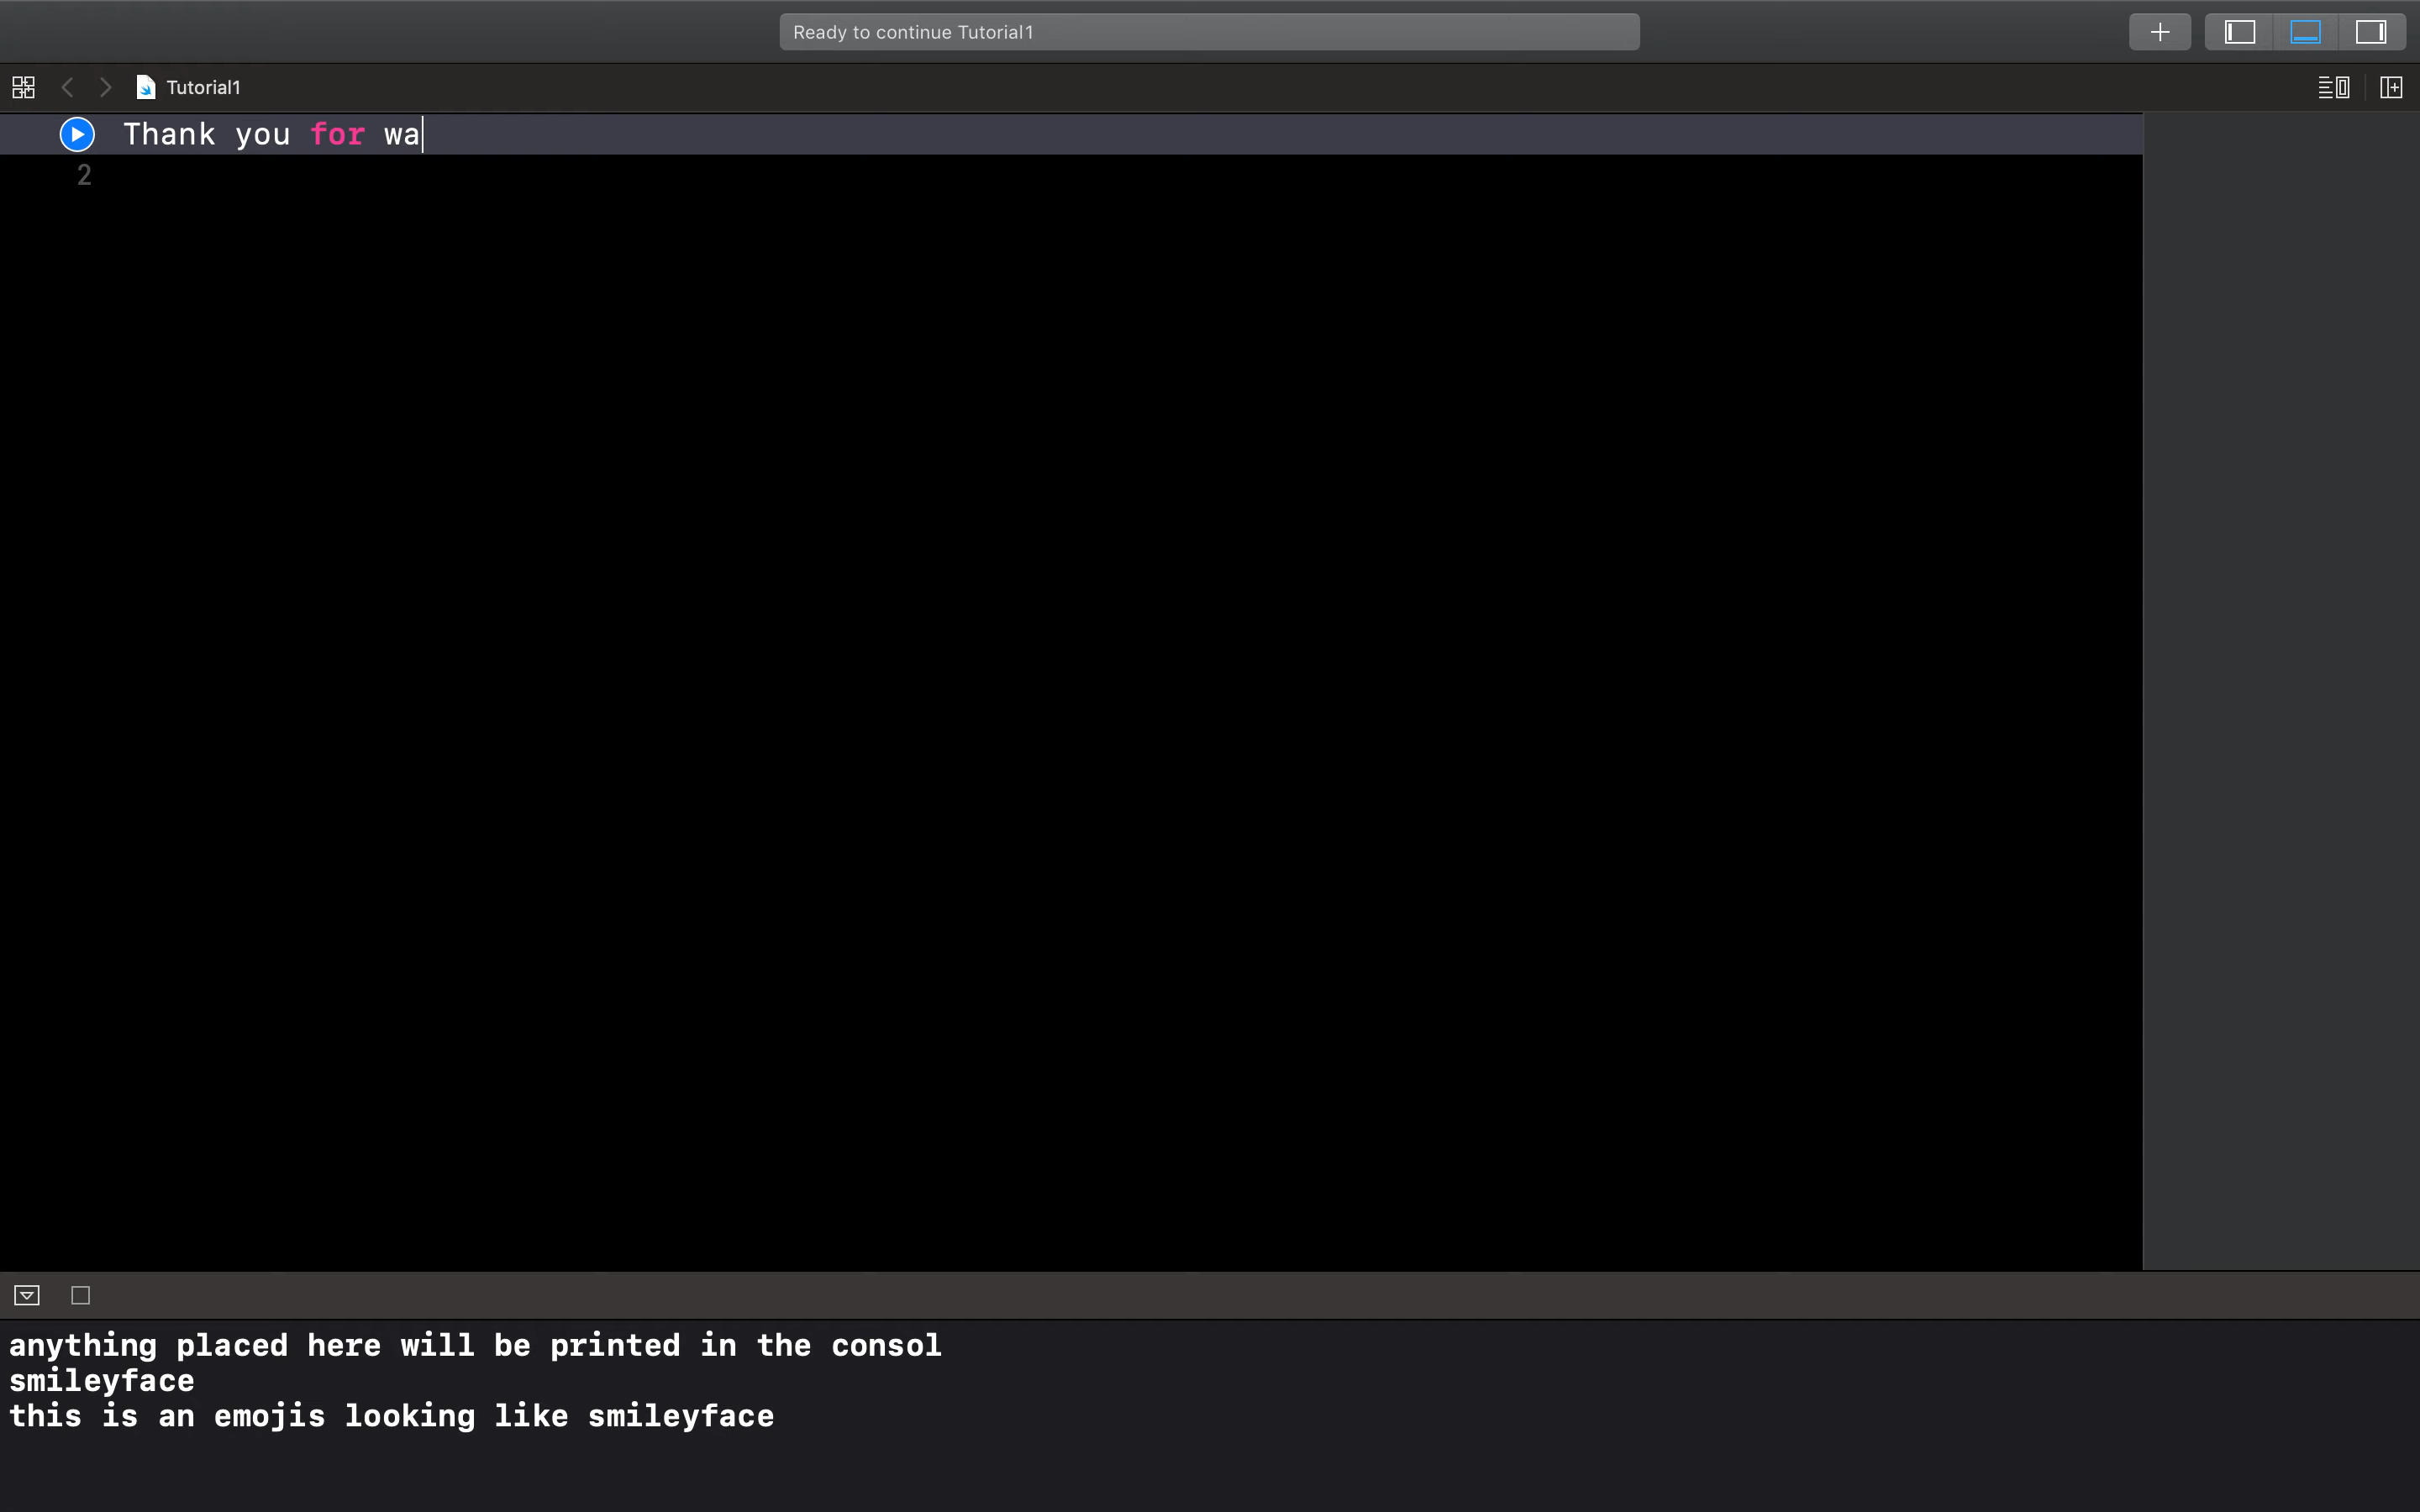 Ready to continue Tutorial1
Tutorial1
Thank you for wa
2
anything placed here will be printed in the consol
smileyface
this is an emojis looking like smileyface